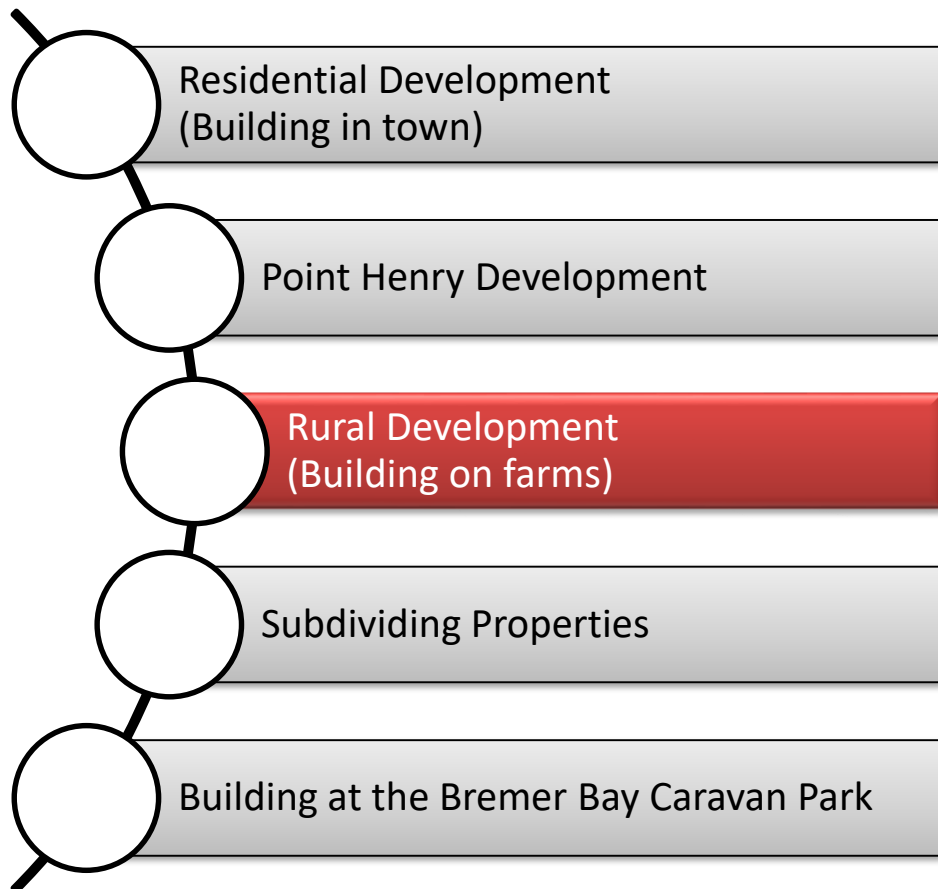 Residential Development
(Building in town)
Point Henry Development
Rural Development
(Building on farms)
Subdividing Properties
Building at the Bremer Bay Caravan Park